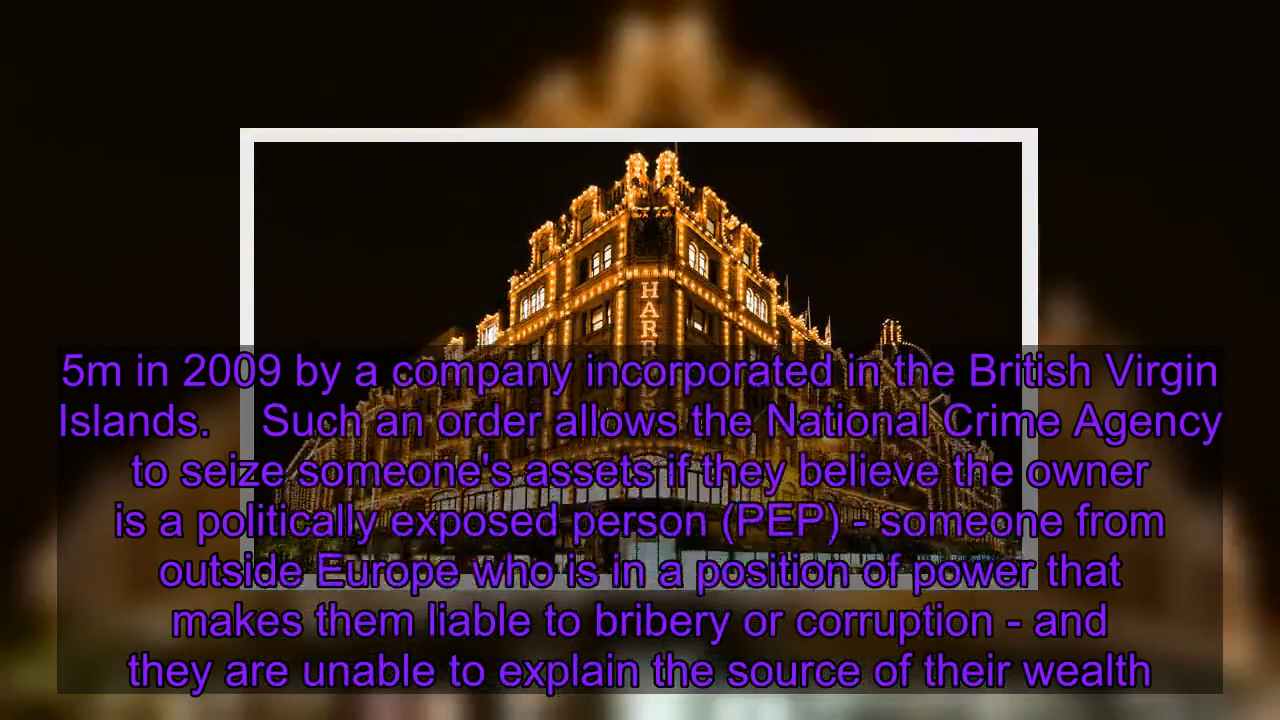 HARRODS
5m in 2009 by a company incorporated in the British Virgin
Islands. Such an order allows the National Crime Agency
to seize someone's assets if they believe the owner
is a politically exposed person (PEP) - someone from
outside Europe who is in a position of power that
makes them liable to bribery or corruption - and
they are unable to explain the source of their wealth